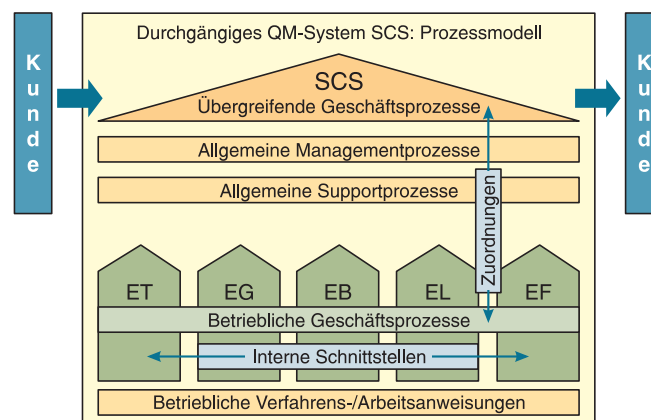 Durchgängiges QM-System SCS: Prozessmodell
Kunde
SCS
Übergreifende Geschäftsprozesse
Kunde
Allgemeine Managementprozesse
Allgemeine Supportprozesse
Zuordnungen
ET
EG
EB
EL
EF
Betriebliche Geschäftsprozesse
Interne Schnittstellen
Betriebliche Verfahrens-/Arbeitsanweisungen